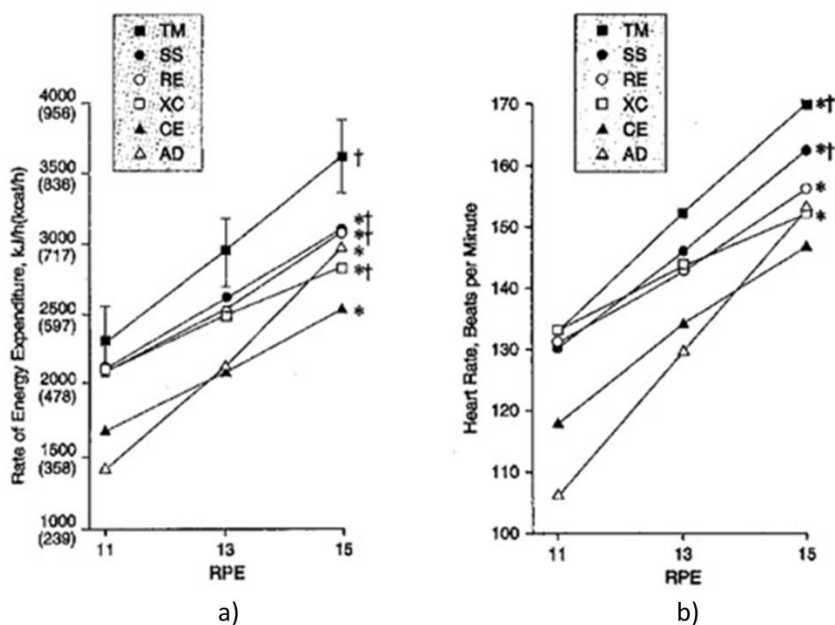 TM
SS
RE
XC
CE
AD
Rate of Energy Expenditure, kJ/h(kcal/h)
4000
(956)
3500
(836)
3000
(717)
2500
(597)
2000
(478)
1500
(358)
1000
(239)
†
*†
*†
*
*†
*
11 13 15
RPE
a)
TM
SS
RE
XC
CE
AD
Heart Rate, Beats per Minute
170
160
150
140
130
120
110
100
*†
*†
*
*
11 13 15
RPE
b)